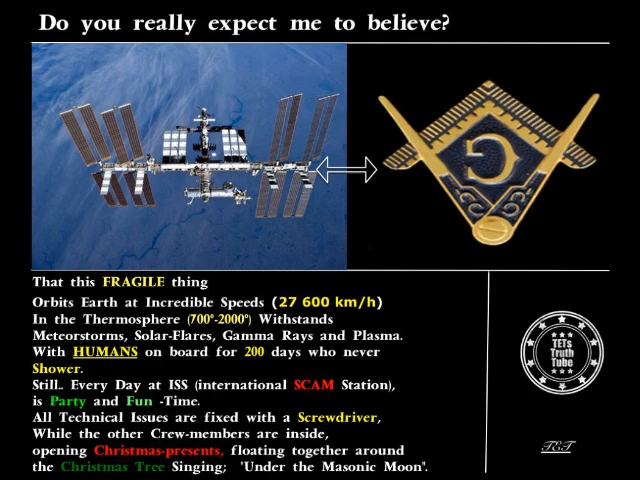 Do you really expect me to believe?
G
That this FRAGILE thing
Orbits Earth at Incredible Speeds (27 600 km/h)
In the Thermosphere (700°-2000°) Withstands
Meteorstorms, Solar-Flares, Gamma Rays and Plasma.
With HUMANS on board for 200 days who never
Shower.
Still.. Every Day at ISS (international SCAM Station),
is Party and Fun -Time.
All Technical Issues are fixed with a Screwdriver,
While the other Crew-members are inside,
opening Christmas-presents, floating together around
the Christmas Tree Singing; 'Under the Masonic Moon".
TETs
Truth
Tube
TET